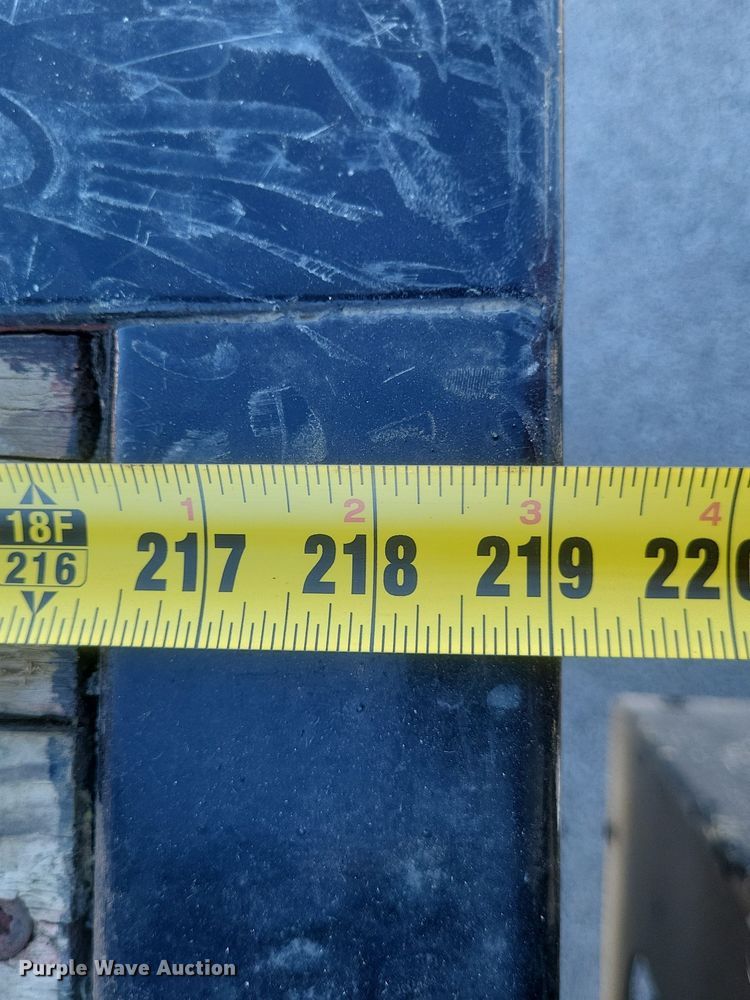 1 2 3 4
18F
216 217 218 219 220
Purple Wave Auction